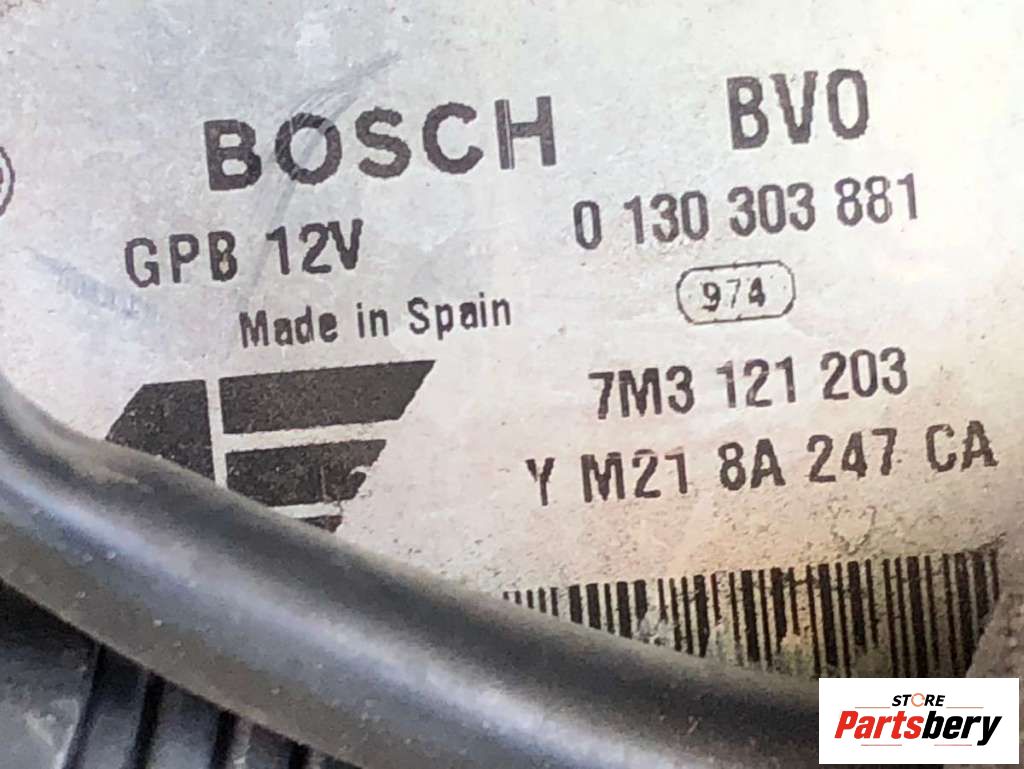 BOSCH BVO
GPB 12V 0 130 303 881
Made in Spain 974
7M3 121 203
Y M21 8A 247 CA
STORE
Partsbery